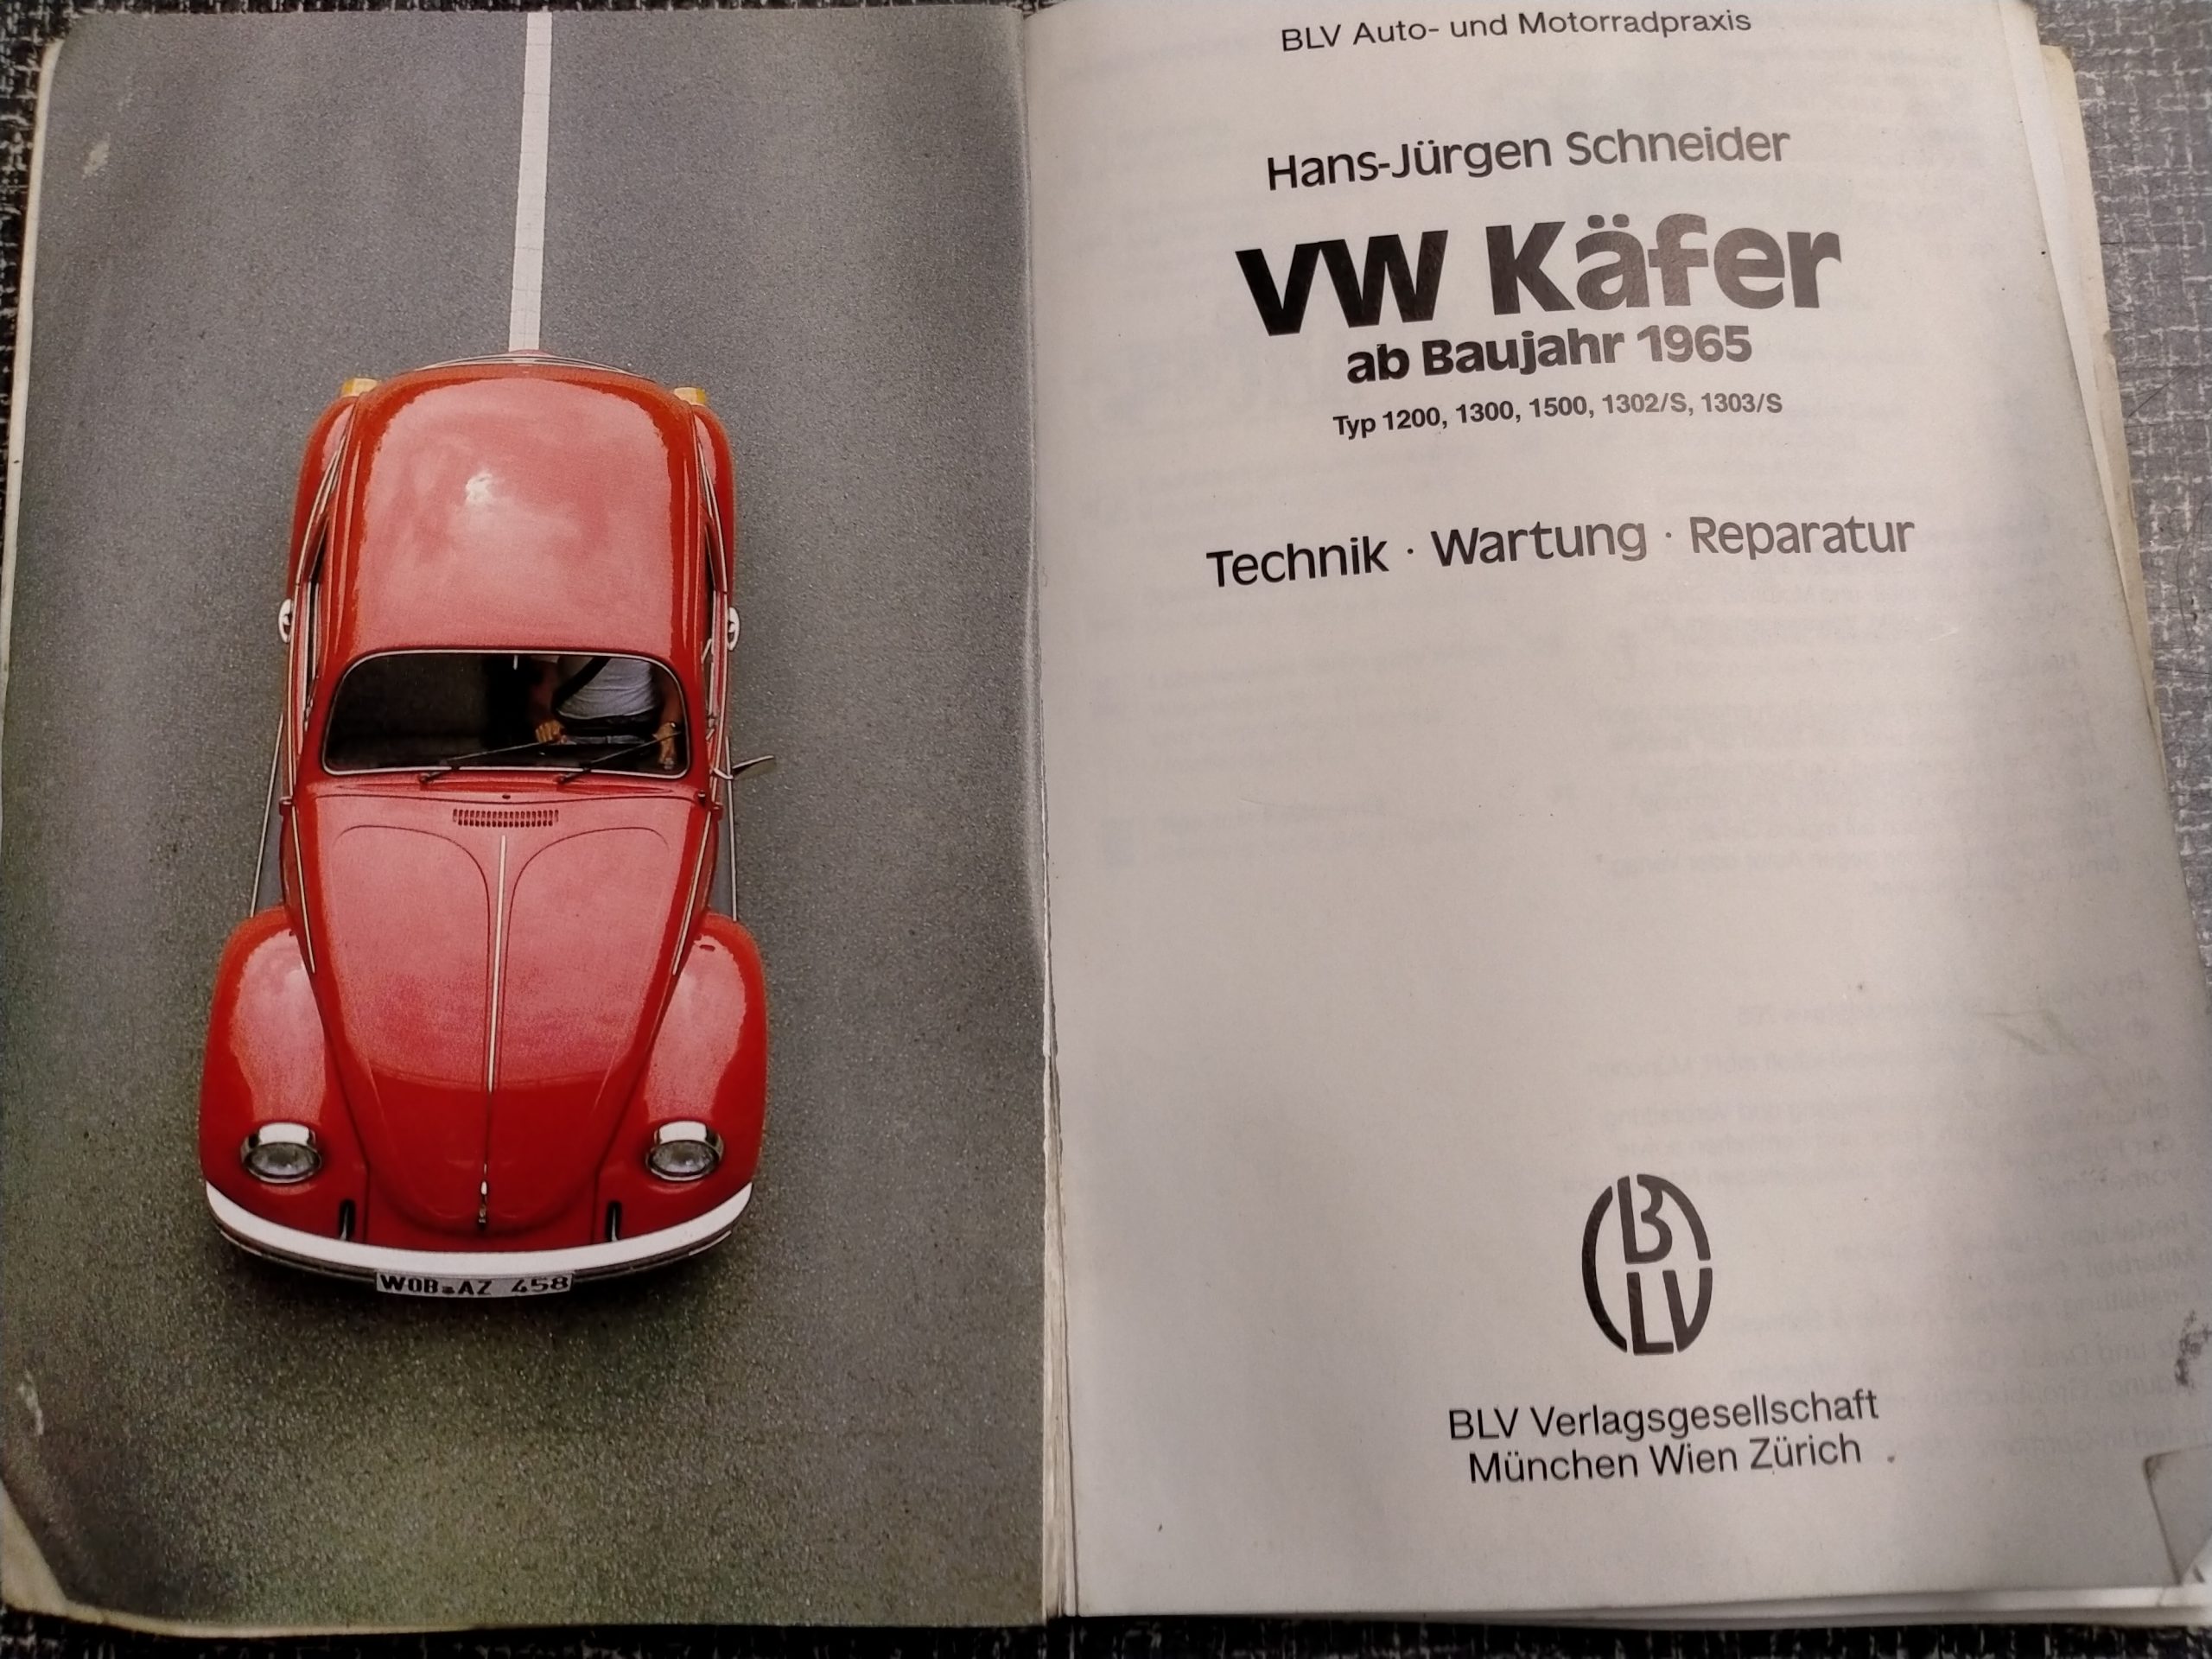 BLV Auto- und Motorradpraxis
Hans-Jürgen Schneider
VW Käfer
ab Baujahr 1965
Typ 1200, 1300, 1500, 1302/S, 1303/S
Technik · Wartung · Reparatur
WOB-AZ 458
BLV
BLV Verlagsgesellschaft
München Wien Zürich